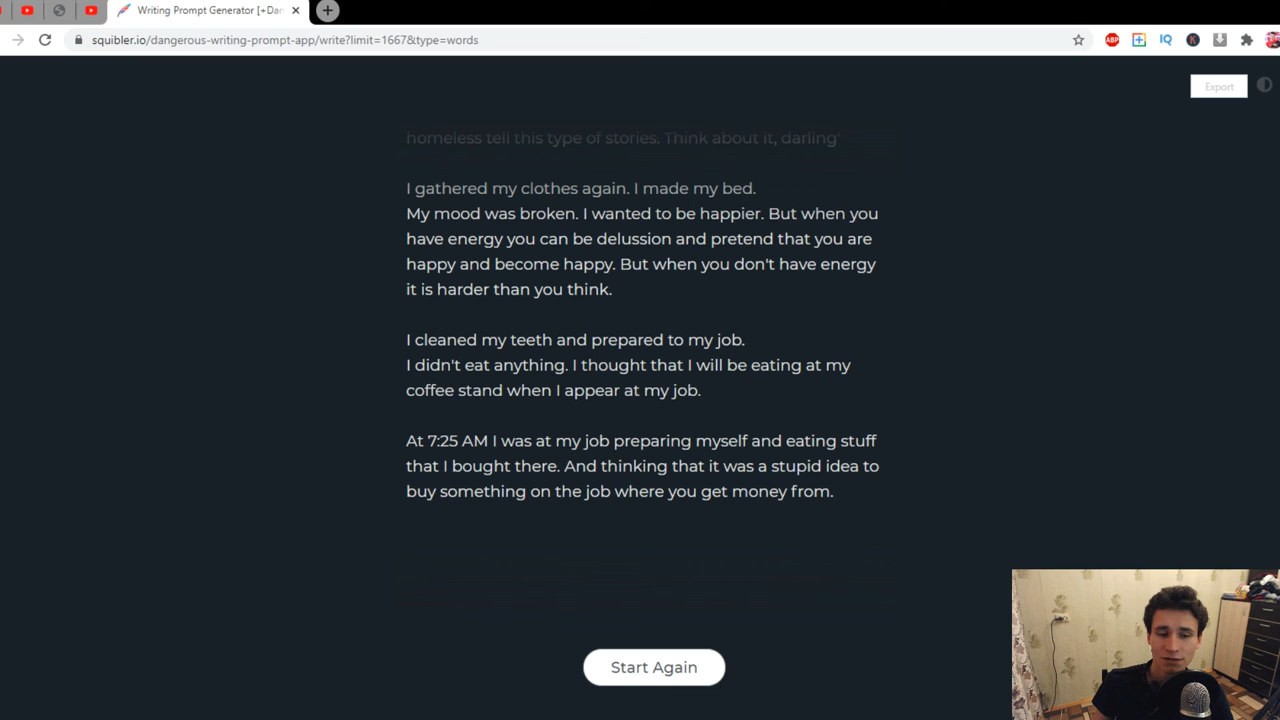 Writing Prompt Generator [+Dan
squibler.io/dangerous-writing-prompt-app/write?limit=1667&type=words
ABP
IQ
K
Export
homeless tell this type of stories. Think about it, darling'
I gathered my clothes again. I made my bed.
My mood was broken. I wanted to be happier. But when you
have energy you can be delussion and pretend that you are
happy and become happy. But when you don't have energy
it is harder than you think.
I cleaned my teeth and prepared to my job.
I didn't eat anything. I thought that I will be eating at my
coffee stand when I appear at my job.
At 7:25 AM I was at my job preparing myself and eating stuff
that I bought there. And thinking that it was a stupid idea to
buy something on the job where you get money from.
Start Again